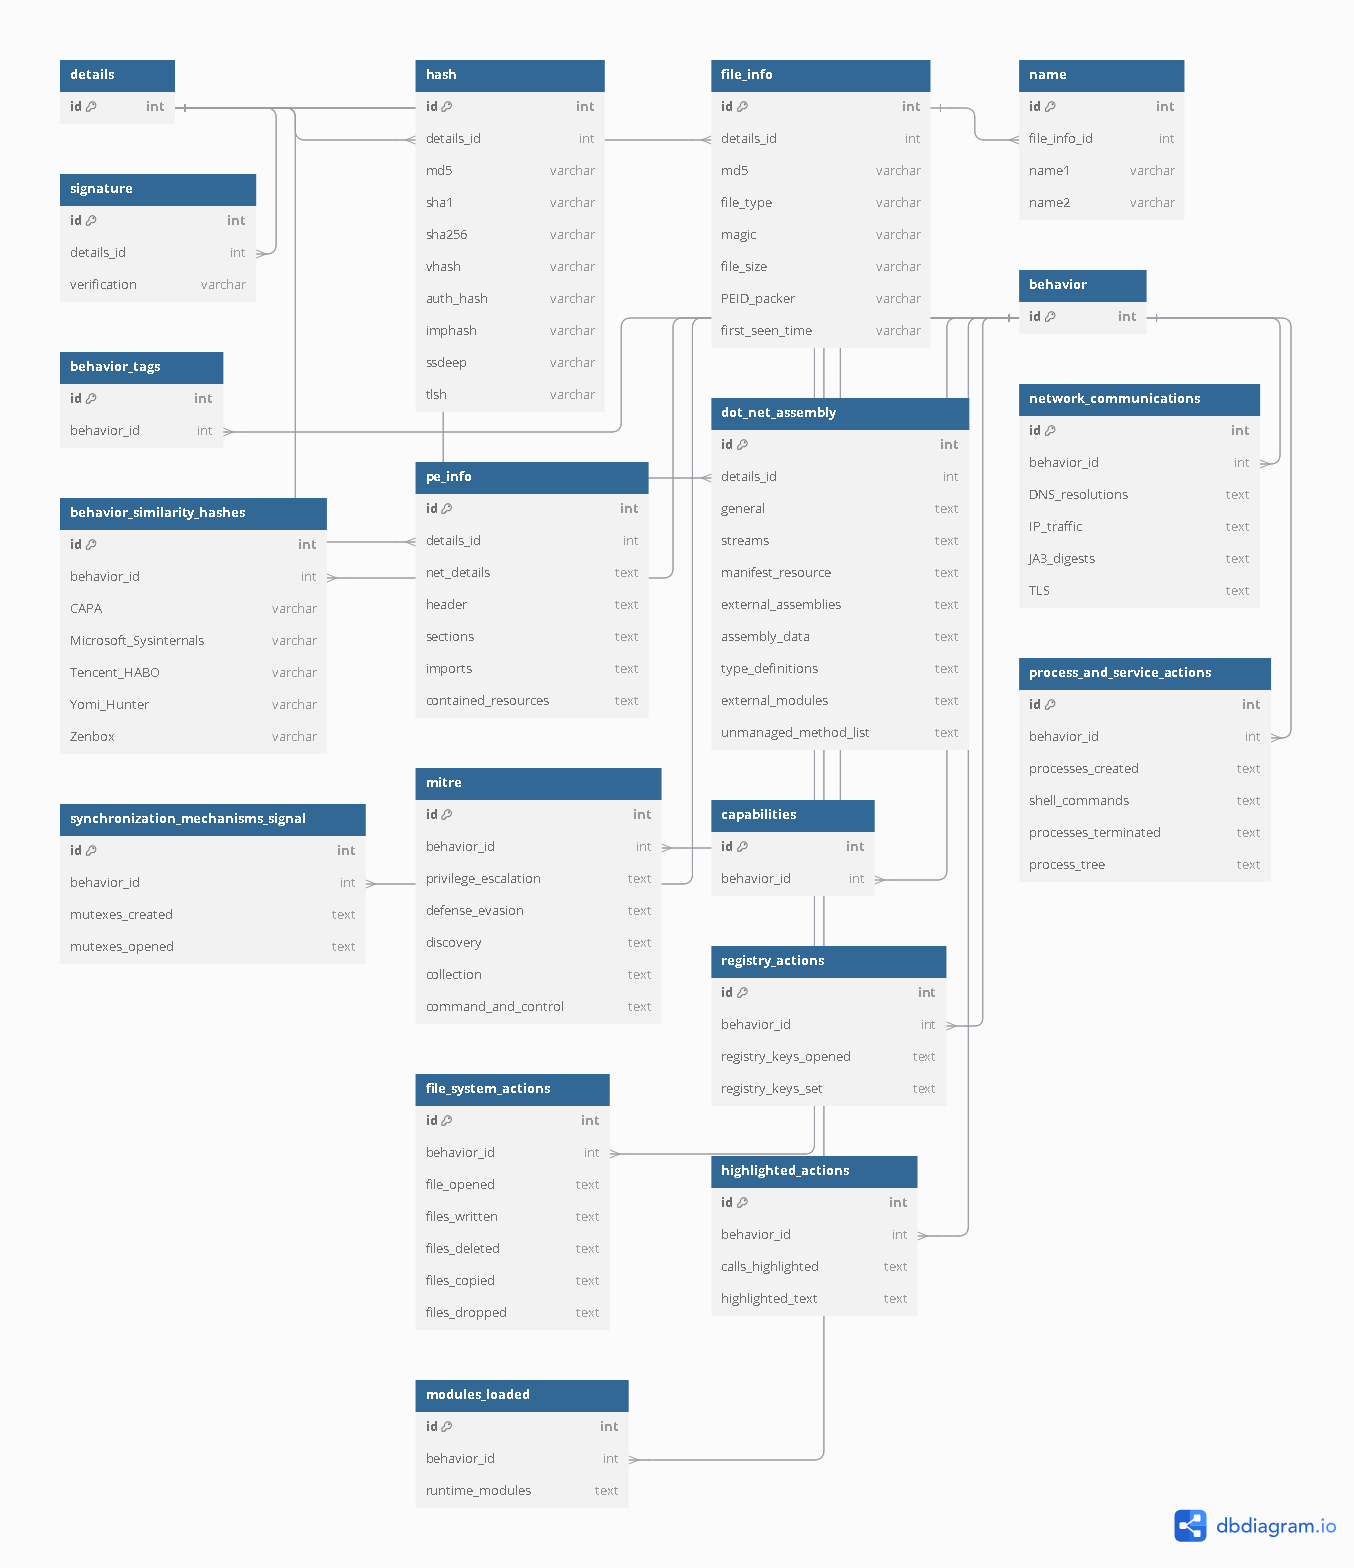 details
id int
signature
id int
details_id int
verification varchar
behavior_tags
id int
behavior_id int
behavior_similarity_hashes
id int
behavior_id int
CAPA varchar
Microsoft_Sysinternals varchar
Tencent_HABO varchar
Yomi_Hunter varchar
Zenbox varchar
synchronization_mechanisms_signal
id int
behavior_id int
mutexes_created text
mutexes_opened text
hash
id int
details_id int
md5 varchar
sha1 varchar
sha256 varchar
vhash varchar
auth_hash varchar
imphash varchar
ssdeep varchar
tlsh varchar
pe_info
id int
details_id int
net_details text
header text
sections text
imports text
contained_resources text
mitre
id int
behavior_id int
privilege_escalation text
defense_evasion text
discovery text
collection text
command_and_control text
file_system_actions
id int
behavior_id int
file_opened text
files_written text
files_deleted text
files_copied text
files_dropped text
modules_loaded
id int
behavior_id int
runtime_modules text
file_info
id int
details_id int
md5 varchar
file_type varchar
magic varchar
file_size varchar
PEID_packer varchar
first_seen_time varchar
dot_net_assembly
id int
details_id int
general text
streams text
manifest_resource text
external_assemblies text
assembly_data text
type_definitions text
external_modules text
unmanaged_method_list text
capabilities
id int
behavior_id int
registry_actions
id int
behavior_id int
registry_keys_opened text
registry_keys_set text
highlighted_actions
id int
behavior_id int
calls_highlighted text
highlighted_text text
name
id int
file_info_id int
name1 varchar
name2 varchar
behavior
id int
network_communications
id int
behavior_id int
DNS_resolutions text
IP_traffic text
JA3_digests text
TLS text
process_and_service_actions
id int
behavior_id int
processes_created text
shell_commands text
processes_terminated text
process_tree text
dbdiagram.io